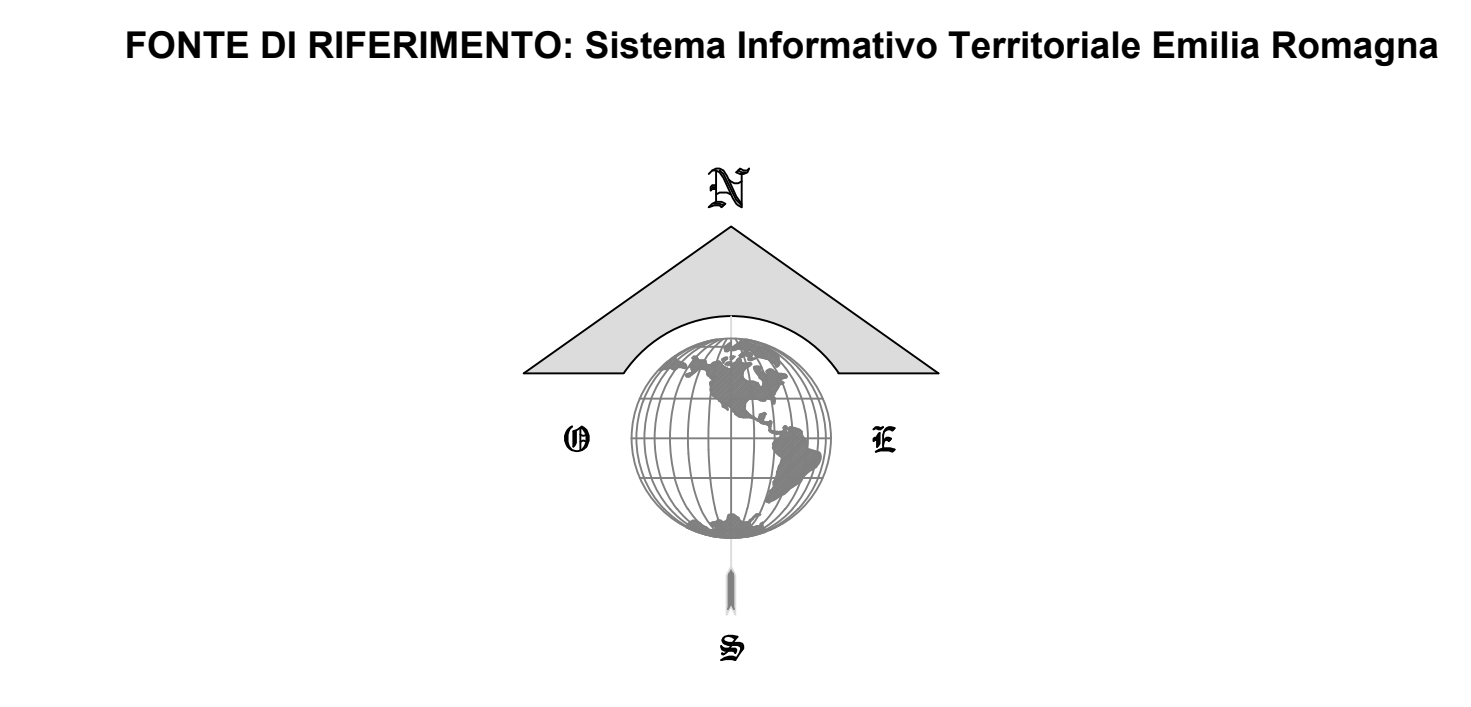 FONTE DI RIFERIMENTO: Sistema Informativo Territoriale Emilia Romagna
N
O E
S